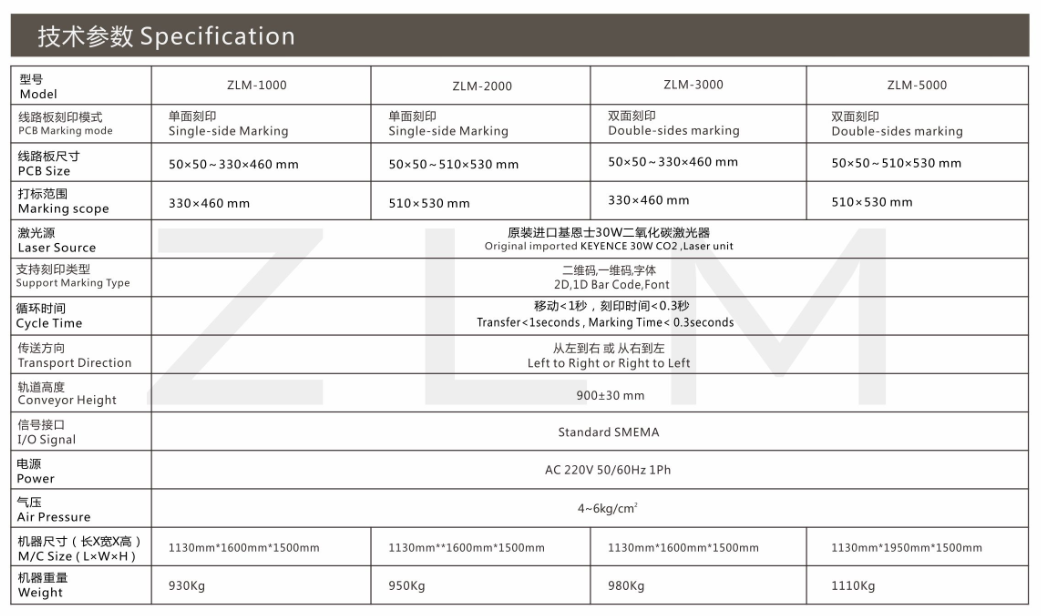 技术参数 Specification
型号
Model
ZLM-1000
ZLM-2000
ZLM-3000
ZLM-5000
线路板刻印模式
PCB Marking mode
单面刻印
Single-side Marking
单面刻印
Single-side Marking
双面刻印
Double-sides marking
双面刻印
Double-sides marking
线路板尺寸
PCB Size
50×50~330×460 mm
50×50~510×530 mm
50×50~330×460 mm
50×50~510×530 mm
打标范围
Marking scope
330×460 mm
510×530 mm
330×460 mm
510×530 mm
激光源
Laser Source
原装进口基恩士30W二氧化碳激光器
Original imported KEYENCE 30W CO2 ,Laser unit
支持刻印类型
Support Marking Type
二维码,一维码,字体
2D,1D Bar Code,Font
循环时间
Cycle Time
移动<1秒，刻印时间<0.3秒
Transfer<1seconds , Marking Time< 0.3seconds
传送方向
Transport Direction
从左到右 或 从右到左
Left to Right or Right to Left
轨道高度
Conveyor Height
900±30 mm
信号接口
I/O Signal
Standard SMEMA
电源
Power
AC 220V 50/60Hz 1Ph
气压
Air Pressure
4~6kg/cm²
机器尺寸（长X宽X高）
M/C Size ( L×W×H )
1130mm*1600mm*1500mm
1130mm**1600mm*1500mm
1130mm*1600mm*1500mm
1130mm*1950mm*1500mm
机器重量
Weight
930Kg
950Kg
980Kg
1110Kg
ZLM